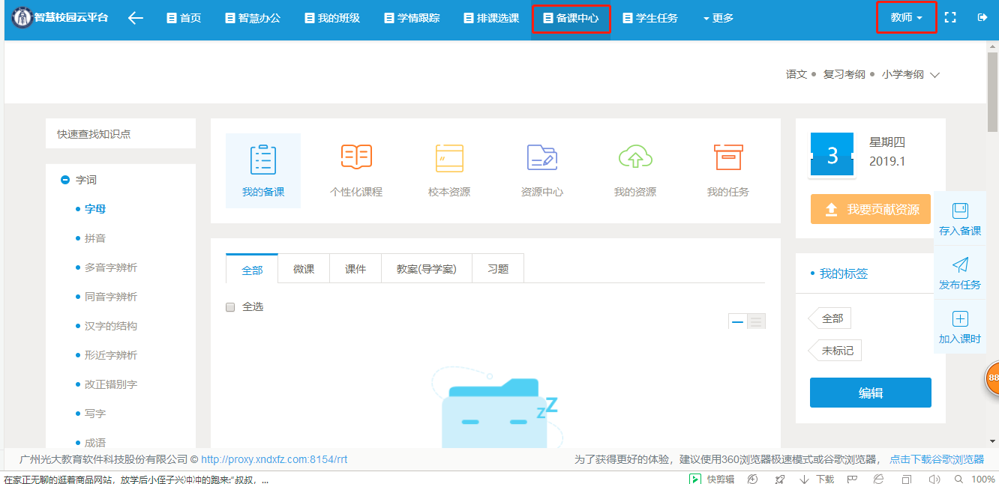 智慧校园云平台 首页 智慧办公 我的班级 学情跟踪 排课选课 备课中心 学生任务 更多 教师
语文 复习考纲 小学考纲
快速查找知识点
字词
字母
拼音
多音字辨析
同音字辨析
汉字的结构
形近字辨析
改正错别字
写字
成语
我的备课 个性化课程 校本资源 资源中心 我的资源 我的任务
全部 微课 课件 教案(导学案) 习题
全选
zZ
3 星期四
2019.1
我要贡献资源
我的标签
全部
未标记
编辑
存入备课
发布任务
加入课时
88
广州光大教育软件科技股份有限公司 © http://proxy.xndxfz.com:8154/rrt 为了获得更好的体验，建议使用360浏览器极速模式或谷歌浏览器， 点击下载谷歌浏览器
在家正无聊的逛着商品网站，放学后小侄子兴冲冲的跑来:“叔叔，... 快剪辑 下载 100%